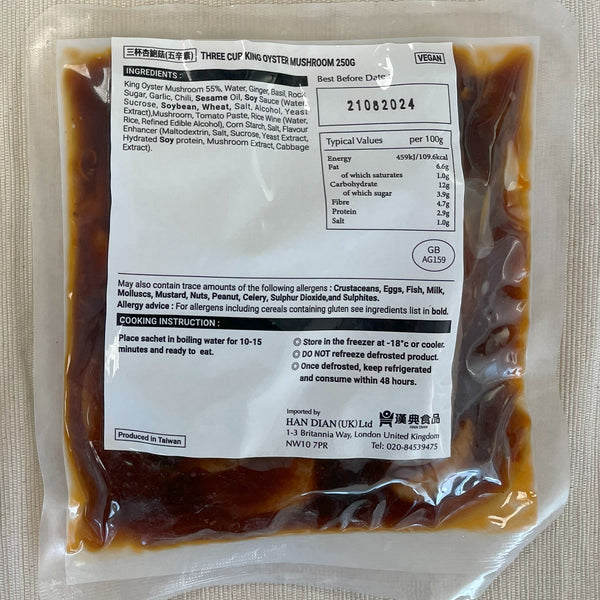 三杯杏鮑菇(五辛素) THREE CUP KING OYSTER MUSHROOM 250G VEGAN
INGREDIENTS :
King Oyster Mushroom 55%, Water, Ginger, Basil, Rock
Sugar, Garlic, Chili, Sesame Oil, Soy Sauce (Water,
Sucrose, Soybean, Wheat, Salt, Alcohol, Yeast
Extract),Mushroom, Tomato Paste, Rice Wine (Water,
Rice, Refined Edible Alcohol), Corn Starch, Salt, Flavour
Enhancer (Maltodextrin, Salt, Sucrose, Yeast Extract,
Hydrated Soy protein, Mushroom Extract, Cabbage
Extract).
Best Before Date :
21082024
Typical Values per 100g
Energy 459kJ/109.6kcal
Fat 6.6g
of which saturates 1.0g
Carbohydrate 12g
of which sugar 3.9g
Fibre 4.7g
Protein 2.9g
Salt 1.0g
GB
AG159
May also contain trace amounts of the following allergens : Crustaceans, Eggs, Fish, Milk,
Molluscs, Mustard, Nuts, Peanut, Celery, Sulphur Dioxide,and Sulphites.
Allergy advice : For allergens including cereals containing gluten see ingredients list in bold.
COOKING INSTRUCTION :
Place sachet in boiling water for 10-15
minutes and ready to eat.
◎ Store in the freezer at -18°c or cooler.
◎ DO NOT refreeze defrosted product.
◎ Once defrosted, keep refrigerated
and consume within 48 hours.
Imported by
HAN DIAN (UK) Ltd 漢典食品
HAN DIAN
1-3 Britannia Way, London United Kingdom
NW10 7PR Tel: 020-84539475
Produced in Taiwan